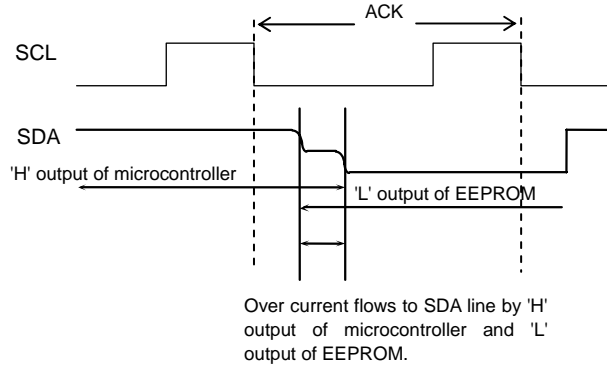 ACK
SCL
SDA
'H' output of microcontroller
'L' output of EEPROM
Over current flows to SDA line by 'H'
output of microcontroller and 'L'
output of EEPROM.